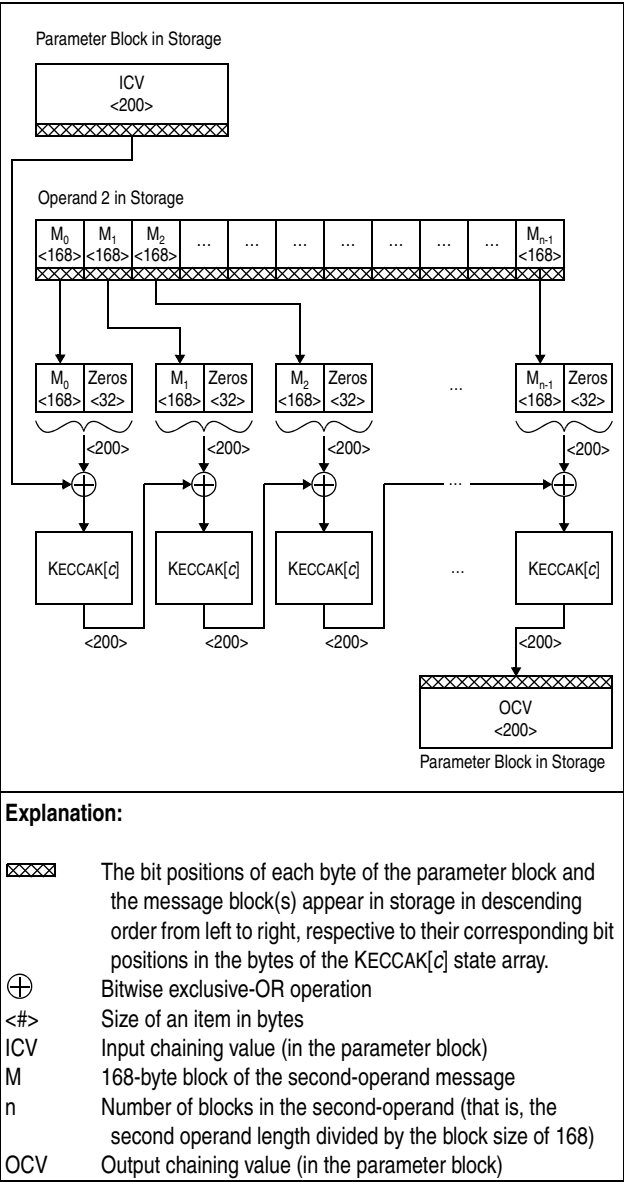 Parameter Block in Storage
ICV
<200>
Operand 2 in Storage
M0 M1 M2 ... ... ... ... ... ... ... Mn-1
<168> <168> <168> <168>
M0 Zeros M1 Zeros M2 Zeros ... Mn-1 Zeros
<168> <32> <168> <32> <168> <32> <168> <32>
<200> <200> <200> <200>
...
KECCAK[c] KECCAK[c] KECCAK[c] ... KECCAK[c]
<200> <200> <200> <200>
OCV
<200>
Parameter Block in Storage
Explanation:
The bit positions of each byte of the parameter block and
the message block(s) appear in storage in descending
order from left to right, respective to their corresponding bit
positions in the bytes of the KECCAK[c] state array.
⊕ Bitwise exclusive-OR operation
<#> Size of an item in bytes
ICV Input chaining value (in the parameter block)
M 168-byte block of the second-operand message
n Number of blocks in the second-operand (that is, the
second operand length divided by the block size of 168)
OCV Output chaining value (in the parameter block)